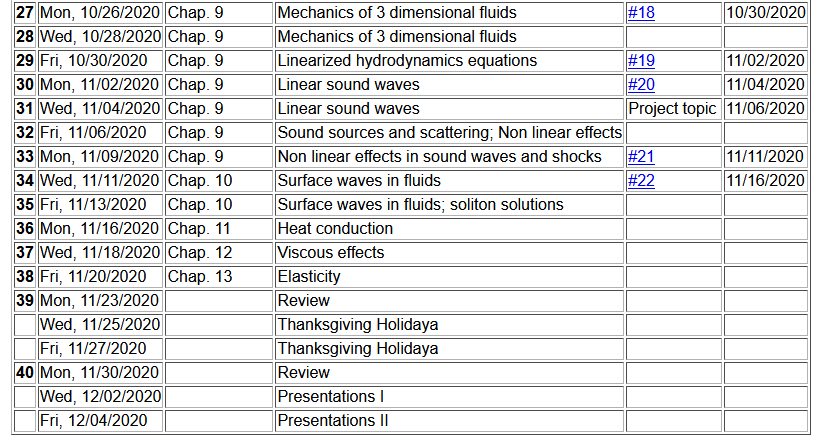 27 Mon, 10/26/2020 Chap. 9 Mechanics of 3 dimensional fluids #18 10/30/2020
28 Wed, 10/28/2020 Chap. 9 Mechanics of 3 dimensional fluids
29 Fri, 10/30/2020 Chap. 9 Linearized hydrodynamics equations #19 11/02/2020
30 Mon, 11/02/2020 Chap. 9 Linear sound waves #20 11/04/2020
31 Wed, 11/04/2020 Chap. 9 Linear sound waves Project topic 11/06/2020
32 Fri, 11/06/2020 Chap. 9 Sound sources and scattering; Non linear effects
33 Mon, 11/09/2020 Chap. 9 Non linear effects in sound waves and shocks #21 11/11/2020
34 Wed, 11/11/2020 Chap. 10 Surface waves in fluids #22 11/16/2020
35 Fri, 11/13/2020 Chap. 10 Surface waves in fluids; soliton solutions
36 Mon, 11/16/2020 Chap. 11 Heat conduction
37 Wed, 11/18/2020 Chap. 12 Viscous effects
38 Fri, 11/20/2020 Chap. 13 Elasticity
39 Mon, 11/23/2020 Review
Wed, 11/25/2020 Thanksgiving Holidaya
Fri, 11/27/2020 Thanksgiving Holidaya
40 Mon, 11/30/2020 Review
Wed, 12/02/2020 Presentations I
Fri, 12/04/2020 Presentations II